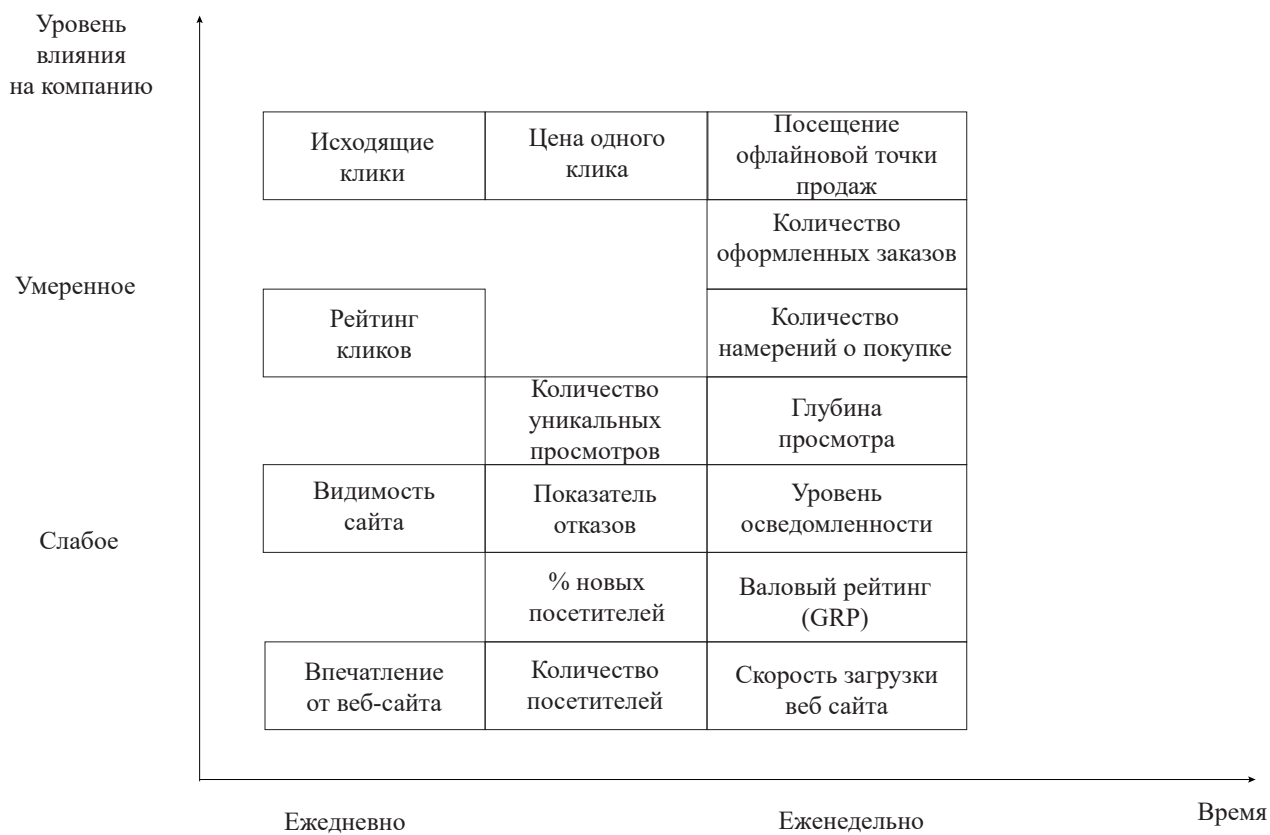 Уровень
влияния
на компанию
Исходящие
клики
Цена одного
клика
Посещение
офлайновой точки
продаж
Количество
оформленных заказов
Умеренное
Рейтинг
кликов
Количество
намерений о покупке
Количество
уникальных
просмотров
Глубина
просмотра
Видимость
сайта
Показатель
отказов
Уровень
осведомленности
Слабое
% новых
посетителей
Валовый рейтинг
(GRP)
Впечатление
от веб-сайта
Количество
посетителей
Скорость загрузки
веб сайта
Ежедневно
Еженедельно
Время